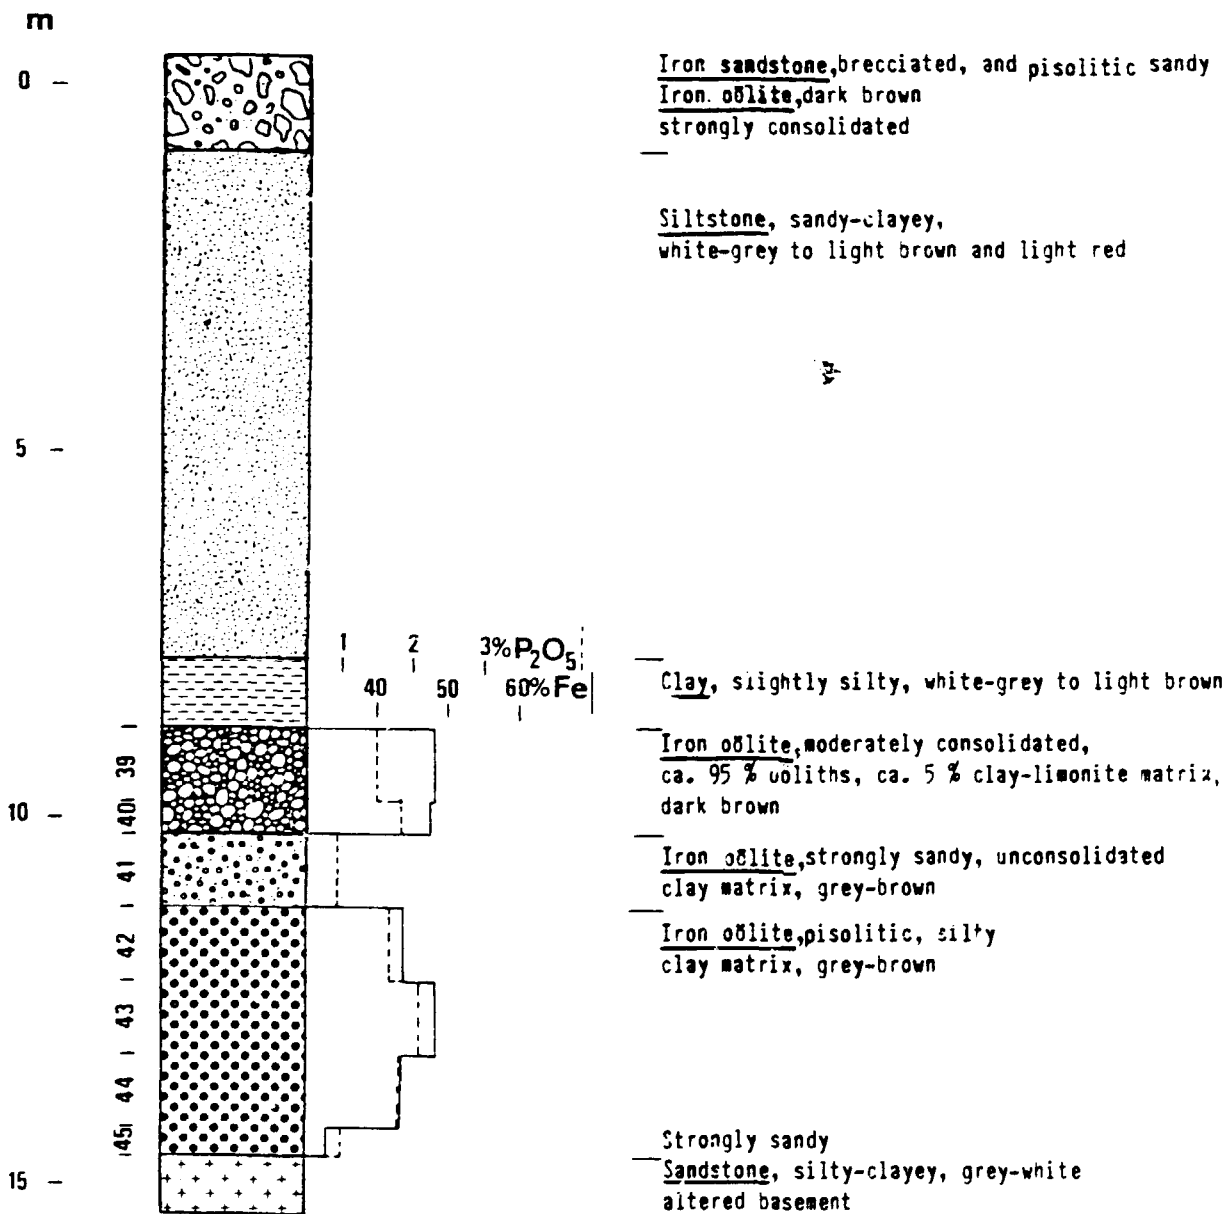 m
0
Iron sandstone, brecciated, and pisolitic sandy
Iron oölite, dark brown
strongly consolidated
Siltstone, sandy-clayey,
white-grey to light brown and light red
5
1 2 3% P₂O₅
40 50 60% Fe
Clay, slightly silty, white-grey to light brown
39
Iron oölite, moderately consolidated,
ca. 95 % ooliths, ca. 5 % clay-limonite matrix,
dark brown
10
40
41
Iron oölite, strongly sandy, unconsolidated
clay matrix, grey-brown
42
Iron oölite, pisolitic, silty
clay matrix, grey-brown
43
44
45
Strongly sandy
15
Sandstone, silty-clayey, grey-white
altered basement